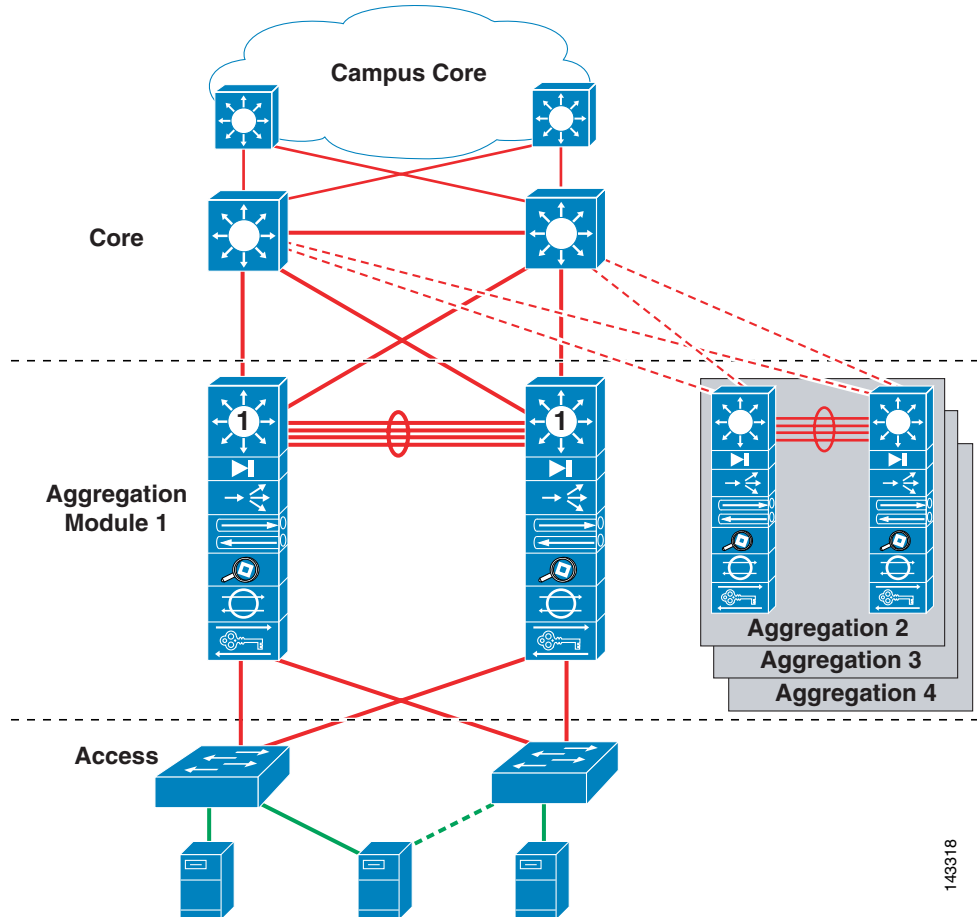 Campus Core
Core
1
1
Aggregation
Module 1
Aggregation 2
Aggregation 3
Aggregation 4
Access
143318